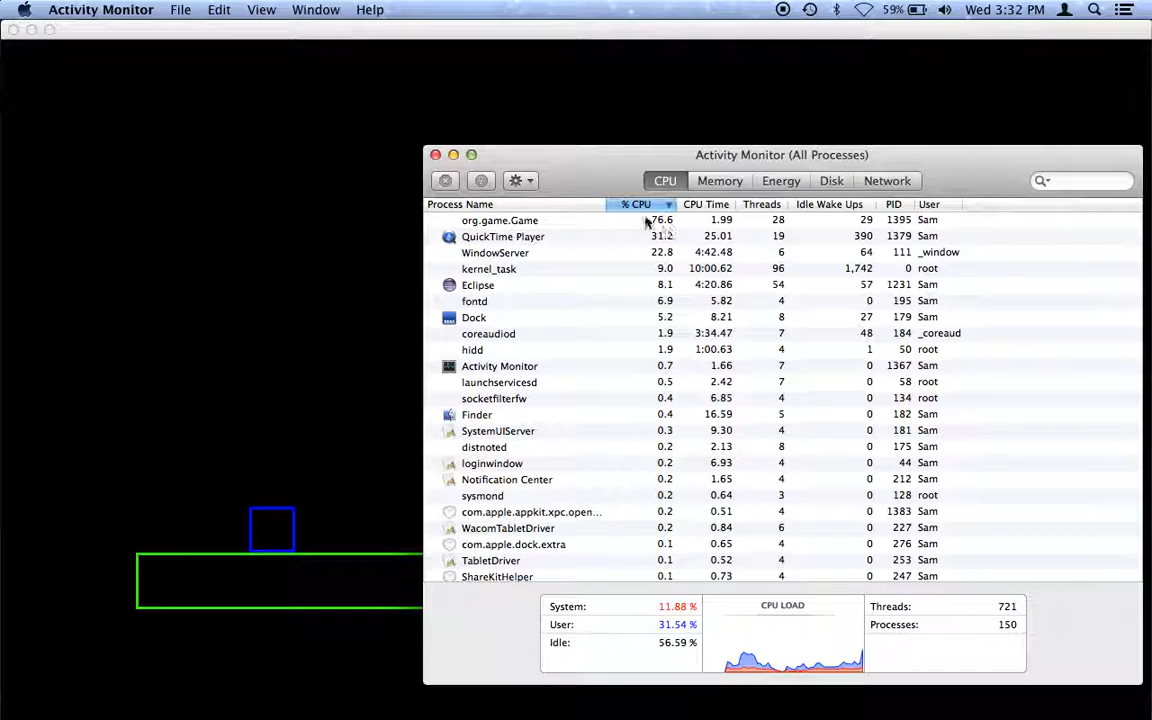 Activity Monitor File Edit View Window Help 59% Wed 3:32 PM
Activity Monitor (All Processes)
CPU Memory Energy Disk Network
Process Name % CPU CPU Time Threads Idle Wake Ups PID User
org.game.Game 76.6 1.99 28 29 1395 Sam
QuickTime Player 31.2 25.01 19 390 1379 Sam
WindowServer 22.8 4:42.48 6 64 111 _window
kernel_task 9.0 10:00.62 96 1,742 0 root
Eclipse 8.1 4:20.86 54 57 1231 Sam
fontd 6.9 5.82 4 0 195 Sam
Dock 5.2 8.21 8 27 179 Sam
coreaudiod 1.9 3:34.47 7 48 184 _coreaud
hidd 1.9 1:00.63 4 1 50 root
Activity Monitor 0.7 1.66 7 0 1367 Sam
launchservicesd 0.5 2.42 7 0 58 root
socketfilterfw 0.4 6.85 4 0 134 root
Finder 0.4 16.59 5 0 182 Sam
SystemUIServer 0.3 9.30 4 0 181 Sam
distnoted 0.2 2.13 8 0 175 Sam
loginwindow 0.2 6.93 4 0 44 Sam
Notification Center 0.2 1.65 4 0 212 Sam
sysmond 0.2 0.64 3 0 128 root
com.apple.appkit.xpc.open... 0.2 0.51 4 0 1383 Sam
WacomTabletDriver 0.2 0.84 6 0 227 Sam
com.apple.dock.extra 0.1 0.65 4 0 276 Sam
TabletDriver 0.1 0.52 4 0 253 Sam
ShareKitHelper 0.1 0.73 4 0 247 Sam
System: 11.88 % CPU LOAD Threads: 721
User: 31.54 % Processes: 150
Idle: 56.59 %